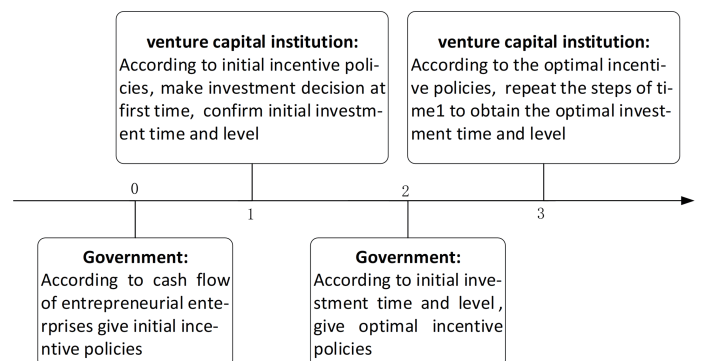 venture capital institution:
According to initial incentive poli-
cies, make investment decision at
first time, confirm initial investm-
ent time and level
venture capital institution:
According to the optimal incenti-
ve policies, repeat the steps of ti-
me1 to obtain the optimal invest-
ment time and level
0
1
2
3
Government:
According to cash flow
of entrepreneurial ente-
rprises give initial ince-
ntive policies
Government:
According to initial inve-
stment time and level,
give optimal incentive
policies